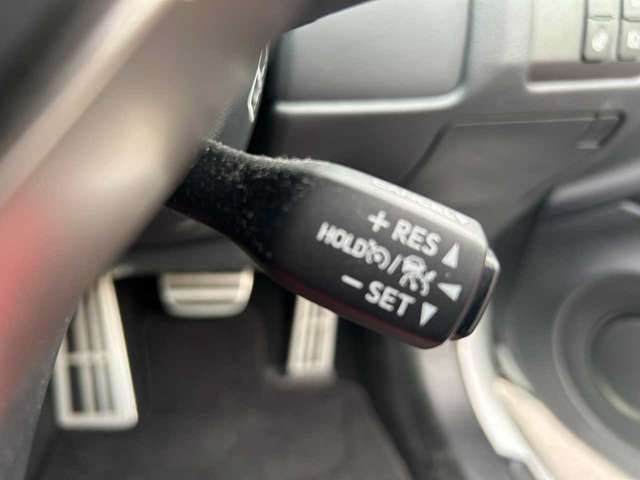 + RES
HOLD /
- SET